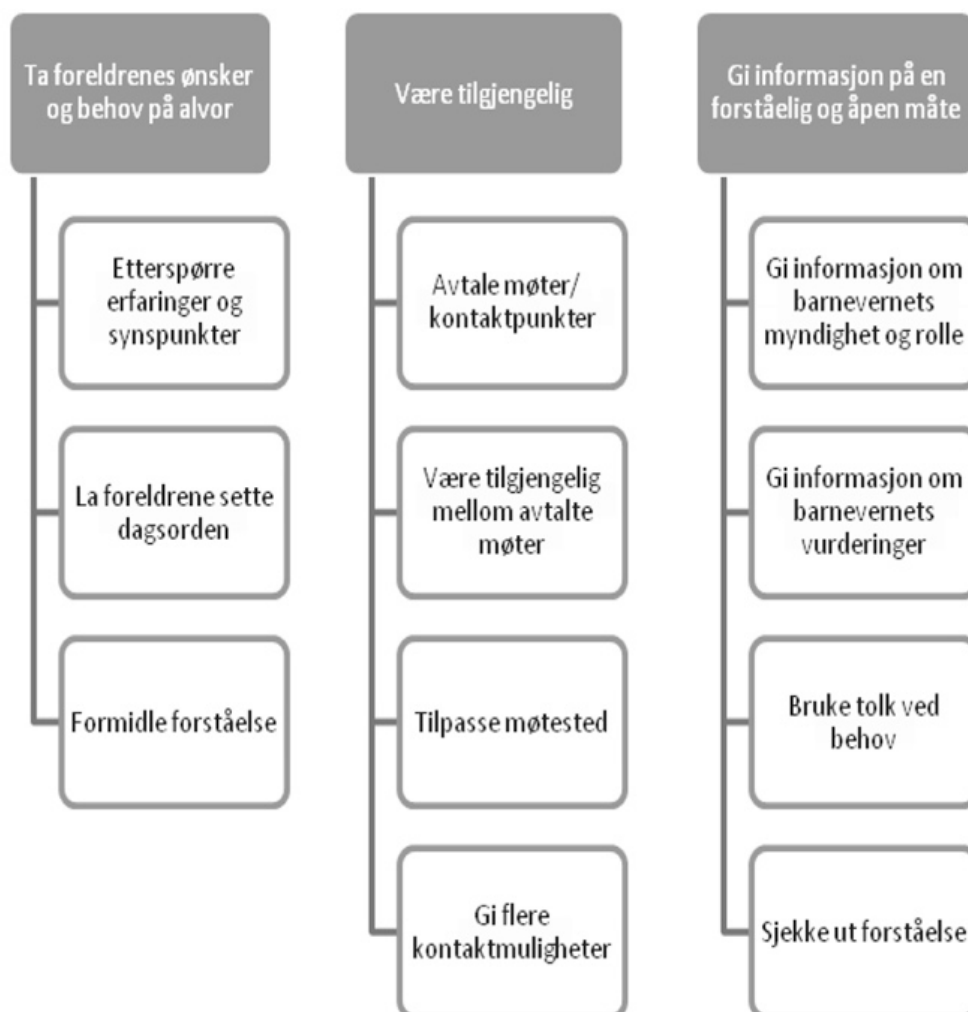 Ta foreldrenes ønsker
og behov på alvor
Etterspørre
erfaringer og
synspunkter
La foreldrene sette
dagsorden
Formidle forståelse
Være tilgjengelig
Avtale møter/
kontaktpunkter
Være tilgjengelig
mellom avtalte
møter
Tilpasse møtested
Gi flere
kontaktmuligheter
Gi informasjon på en
forståelig og åpen måte
Gi informasjon om
barnevernets
myndighet og rolle
Gi informasjon om
barnevernets
vurderinger
Bruke tolk ved
behov
Sjekke ut forståelse